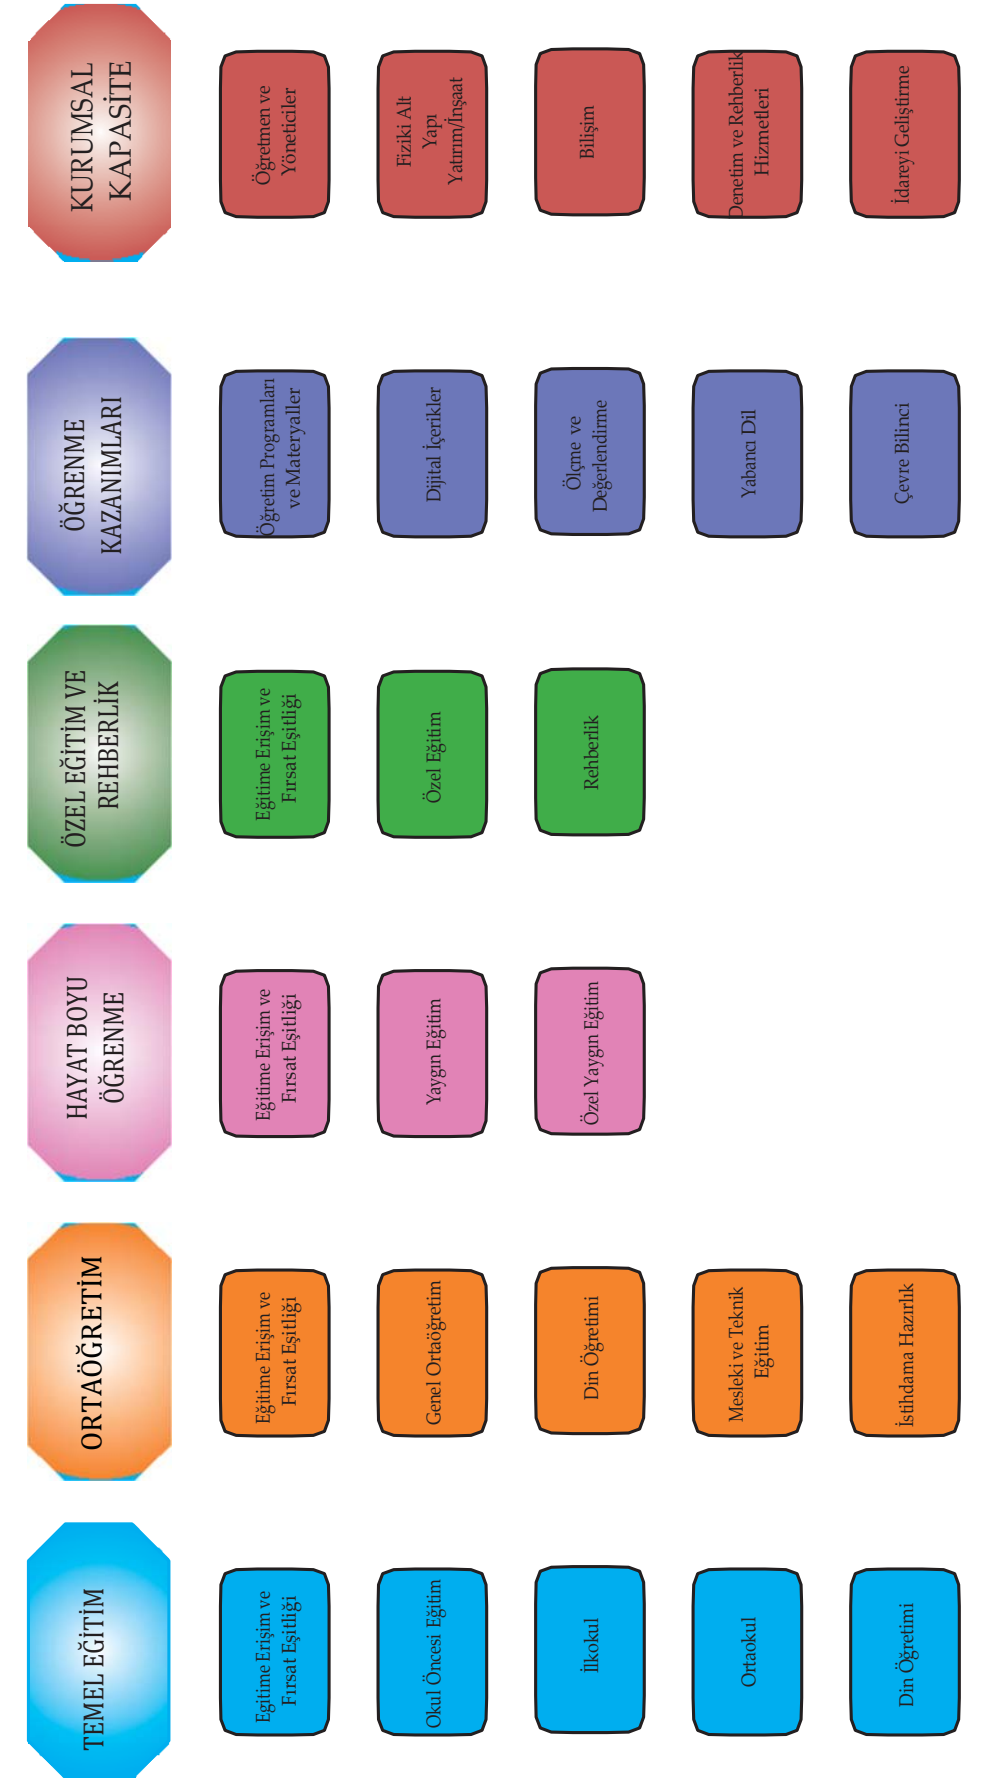 TEMEL EĞİTİM
Eğitime Erişim ve
Fırsat Eşitliği
Okul Öncesi Eğitim
İlkokul
Ortaokul
Din Öğretimi
ORTAÖĞRETİM
Eğitime Erişim ve
Fırsat Eşitliği
Genel Ortaöğretim
Din Öğretimi
Mesleki ve Teknik
Eğitim
İstihdama Hazırlık
HAYAT BOYU
ÖĞRENME
Eğitime Erişim ve
Fırsat Eşitliği
Yaygın Eğitim
Özel Yaygın Eğitim
ÖZEL EĞİTİM VE
REHBERLİK
Eğitime Erişim ve
Fırsat Eşitliği
Özel Eğitim
Rehberlik
ÖĞRENME
KAZANIMLARI
Öğretim Programları
ve Materyaller
Dijital İçerikler
Ölçme ve
Değerlendirme
Yabancı Dil
Çevre Bilinci
KURUMSAL
KAPASİTE
Öğretmen ve
Yöneticiler
Fiziki Alt
Yapı
Yatırım/İnşaat
Bilişim
Denetim ve Rehberlik
Hizmetleri
İdareyi Geliştirme